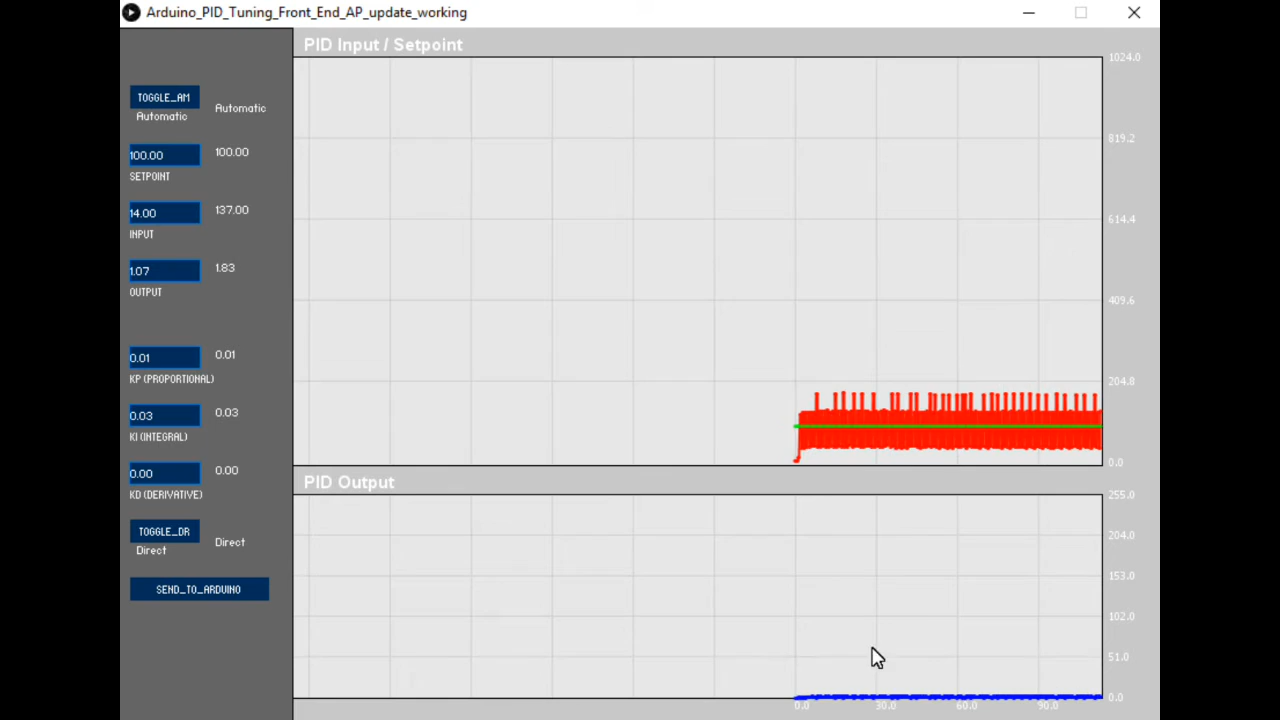 Arduino_PID_Tuning_Front_End_AP_update_working
PID Input / Setpoint
1024.0
819.2
614.4
409.6
204.8
0.0
TOGGLE_AM
Automatic
Automatic
100.00
100.00
SETPOINT
14.00
137.00
INPUT
1.07
1.83
OUTPUT
0.01
0.01
KP (PROPORTIONAL)
0.03
0.03
KI (INTEGRAL)
0.00
0.00
KD (DERIVATIVE)
TOGGLE_DR
Direct
Direct
SEND_TO_ARDUINO
PID Output
255.0
204.0
153.0
102.0
51.0
0.0
0.0 30.0 60.0 90.0